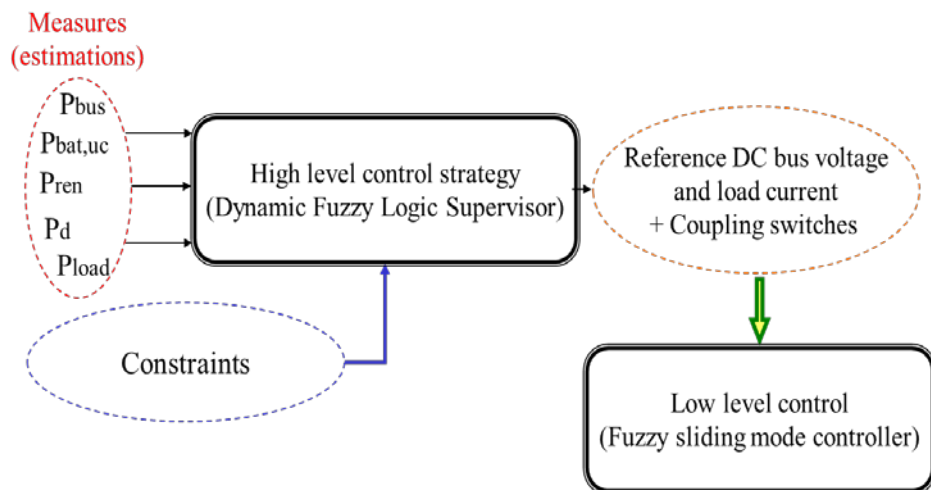 Measures
(estimations)
Pbus
Pbat,uc
Pren
Pd
Pload
High level control strategy
(Dynamic Fuzzy Logic Supervisor)
Reference DC bus voltage
and load current
+ Coupling switches
Constraints
Low level control
(Fuzzy sliding mode controller)